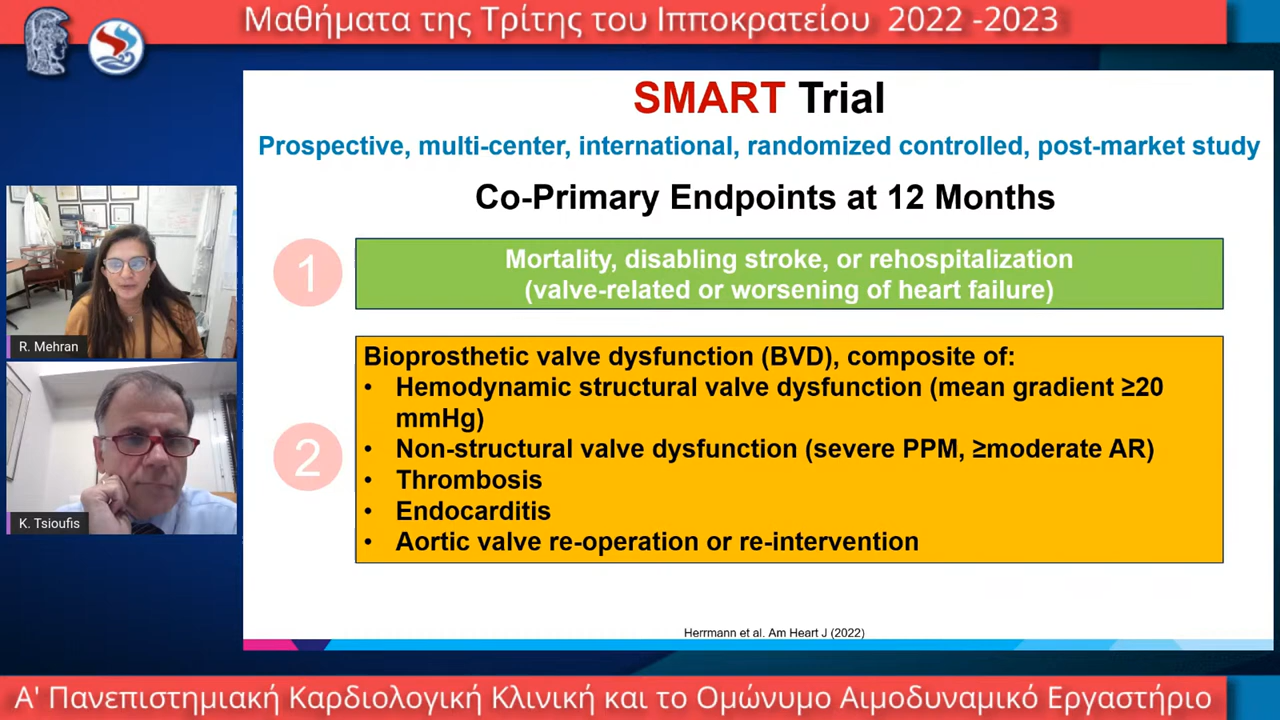 Μαθήματα της Τρίτης του Ιπποκρατείου 2022 -2023
SMART Trial
Prospective, multi-center, international, randomized controlled, post-market study
Co-Primary Endpoints at 12 Months
1
Mortality, disabling stroke, or rehospitalization
(valve-related or worsening of heart failure)
2
Bioprosthetic valve dysfunction (BVD), composite of:
• Hemodynamic structural valve dysfunction (mean gradient ≥20
mmHg)
• Non-structural valve dysfunction (severe PPM, ≥moderate AR)
• Thrombosis
• Endocarditis
• Aortic valve re-operation or re-intervention
Herrmann et al. Am Heart J (2022)
R. Mehran
K. Tsioufis
Α' Πανεπιστημιακή Καρδιολογική Κλινική και το Ομώνυμο Αιμοδυναμικό Εργαστήριο